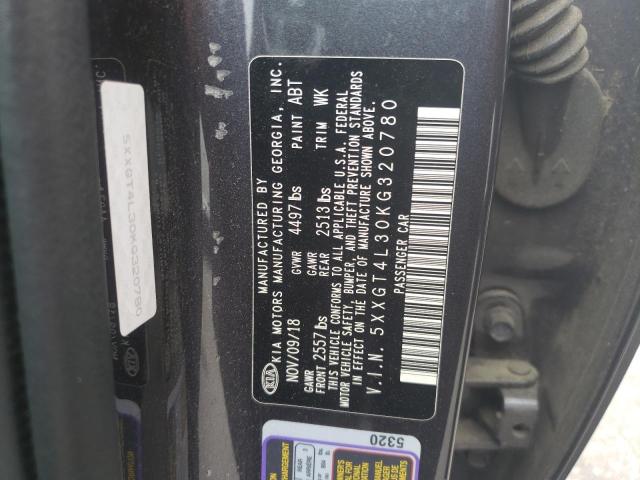 MANUFACTURED BY
KIA KIA MOTORS MANUFACTURING GEORGIA, INC.
NOV/09/18 GVWR 4497 lbs PAINT ABT
GAWR FRONT 2557 lbs GAWR REAR 2513 lbs TRIM WK
THIS VEHICLE CONFORMS TO ALL APPLICABLE U.S.A. FEDERAL
MOTOR VEHICLE SAFETY, BUMPER, AND THEFT PREVENTION STANDARDS
IN EFFECT ON THE DATE OF MANUFACTURE SHOWN ABOVE.
V.I.N. 5XXGT4L30KG320780
PASSENGER CAR
5XXGT4L30KG320780
5320